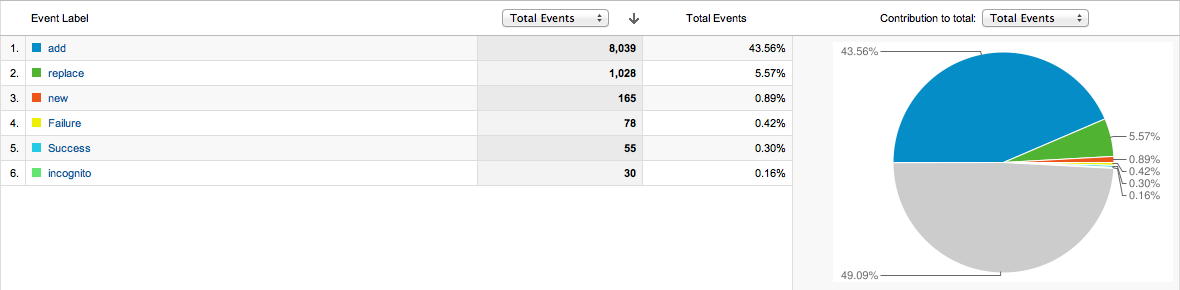 Event Label Total Events Total Events Contribution to total: Total Events
1. add 8,039 43.56%
2. replace 1,028 5.57%
3. new 165 0.89%
4. Failure 78 0.42%
5. Success 55 0.30%
6. incognito 30 0.16%
43.56%
5.57%
0.89%
0.42%
0.30%
0.16%
49.09%